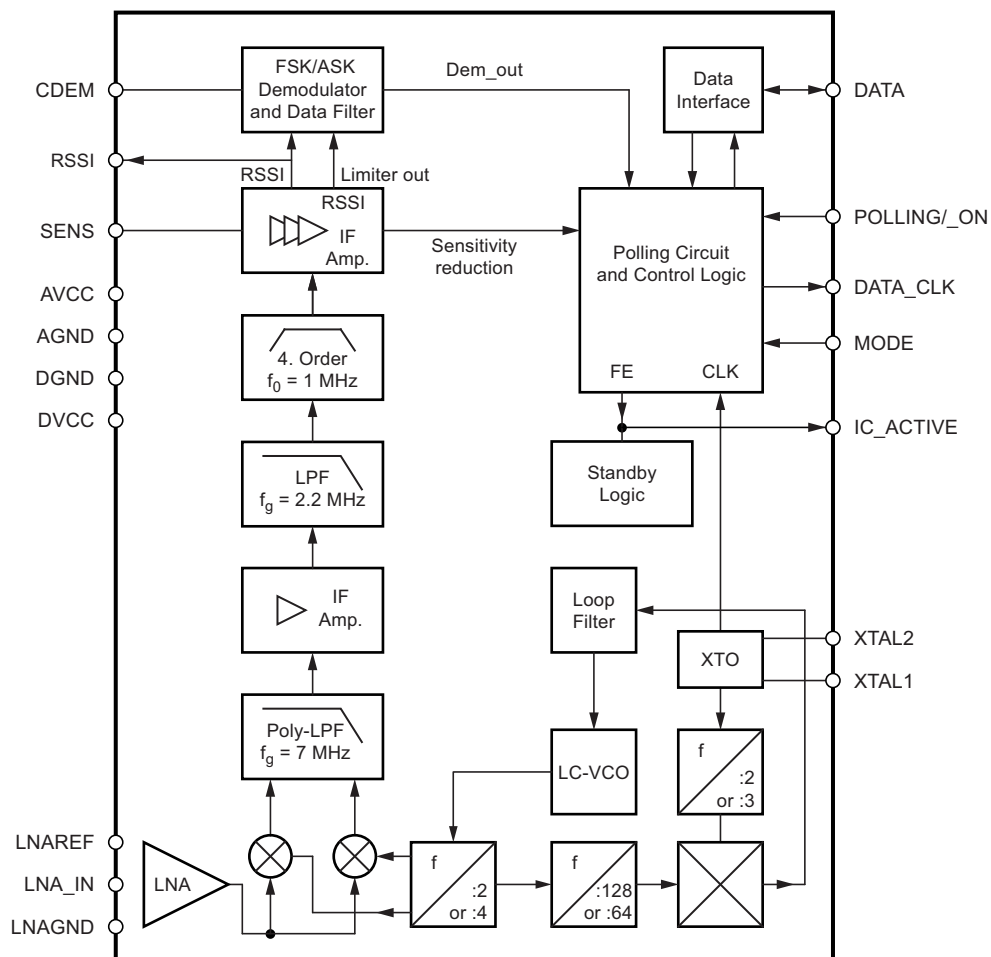 CDEM
RSSI
SENS
AVCC
AGND
DGND
DVCC
LNAREF
LNA_IN
LNAGND
FSK/ASK
Demodulator
and Data Filter
Dem_out
Data
Interface
DATA
RSSI
Limiter out
RSSI
IF
Amp.
Sensitivity
reduction
Polling Circuit
and Control Logic
FE
CLK
POLLING/_ON
DATA_CLK
MODE
IC_ACTIVE
4. Order
f0 = 1 MHz
Standby
Logic
LPF
fg = 2.2 MHz
IF
Amp.
Loop
Filter
XTO
XTAL2
XTAL1
Poly-LPF
fg = 7 MHz
LC-VCO
f
:2
or :3
LNA
f
:2
or :4
f
:128
or :64